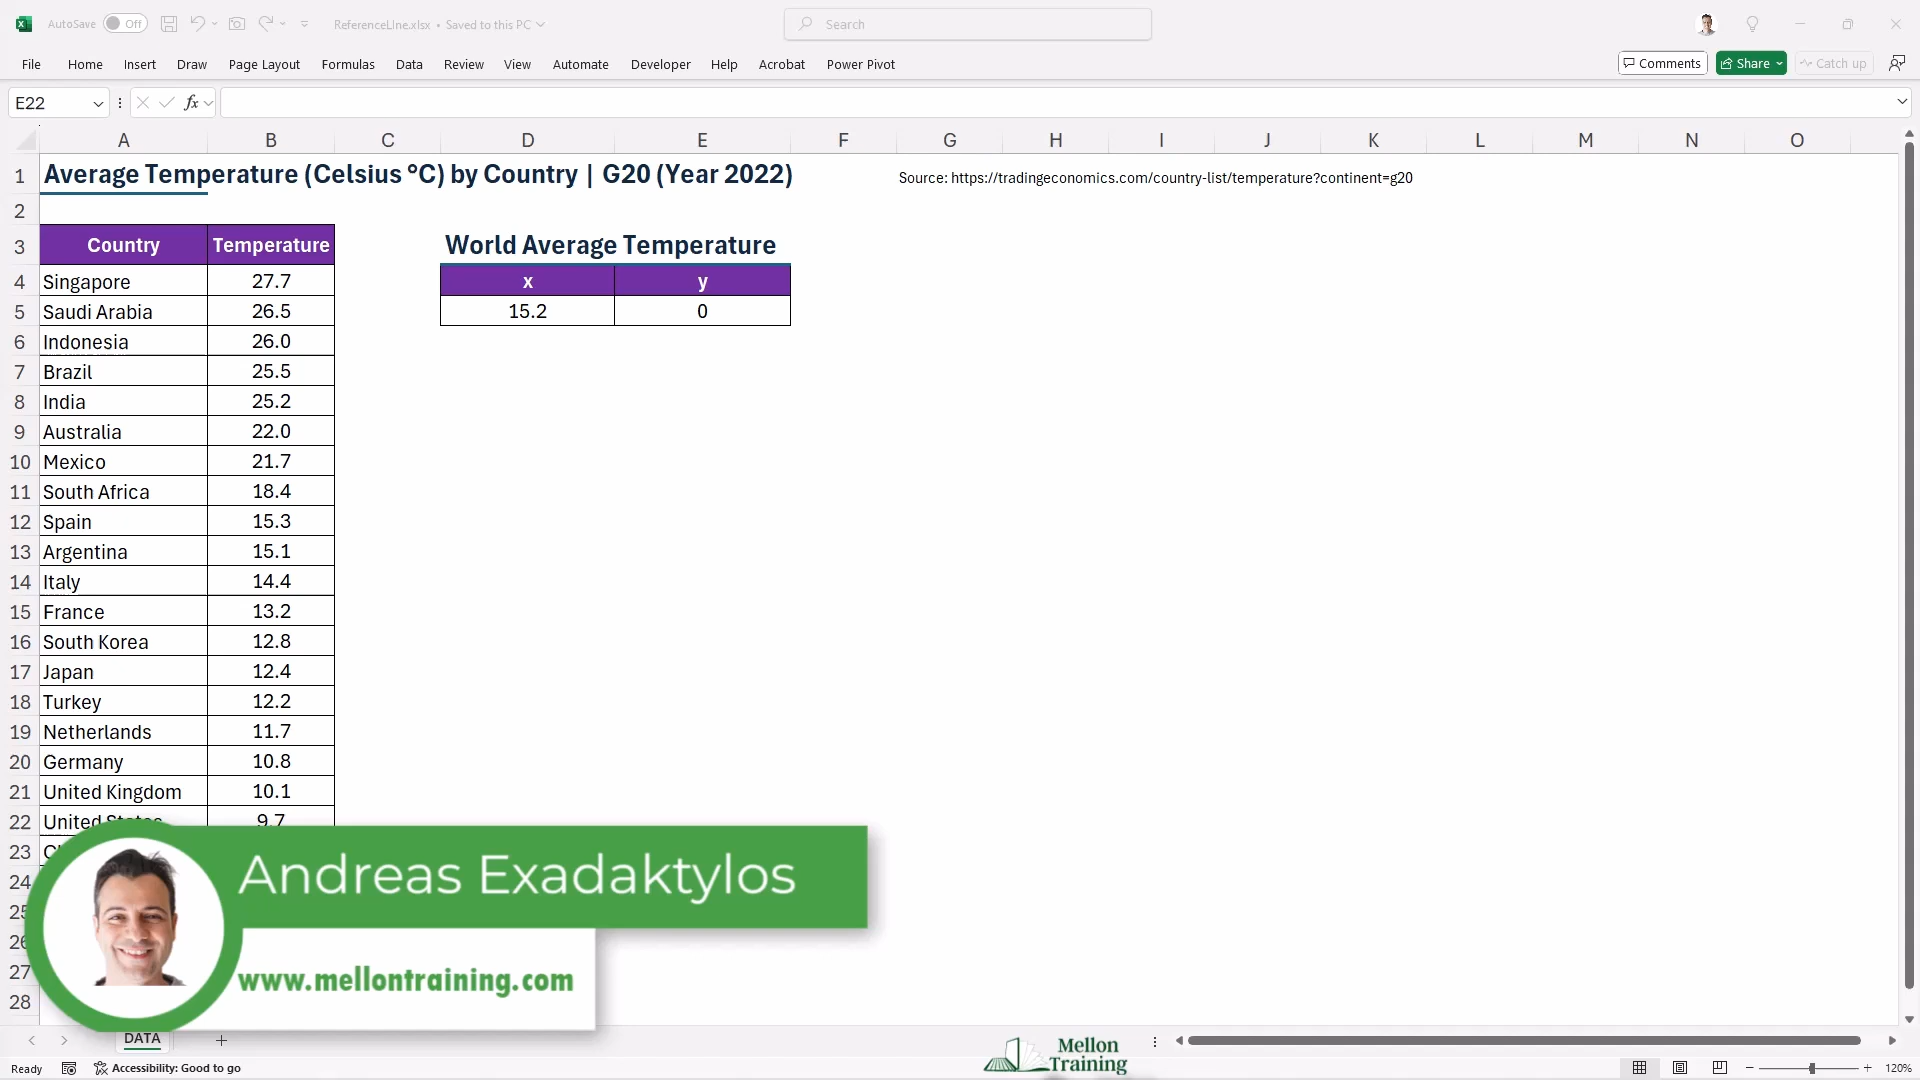 AutoSave Off ReferenceLIne.xlsx • Saved to this PC Search
File Home Insert Draw Page Layout Formulas Data Review View Automate Developer Help Acrobat Power Pivot Comments Share Catch up
E22 fx
A B C D E F G H I J K L M N O
1 Average Temperature (Celsius °C) by Country | G20 (Year 2022) Source: https://tradingeconomics.com/country-list/temperature?continent=g20
2
3 Country Temperature World Average Temperature
4 Singapore 27.7 x y
5 Saudi Arabia 26.5 15.2 0
6 Indonesia 26.0
7 Brazil 25.5
8 India 25.2
9 Australia 22.0
10 Mexico 21.7
11 South Africa 18.4
12 Spain 15.3
13 Argentina 15.1
14 Italy 14.4
15 France 13.2
16 South Korea 12.8
17 Japan 12.4
18 Turkey 12.2
19 Netherlands 11.7
20 Germany 10.8
21 United Kingdom 10.1
22 United States 9.7
23
24
25
26
27
28
Andreas Exadaktylos
www.mellontraining.com
DATA
Mellon
Training
Ready Accessibility: Good to go 120%